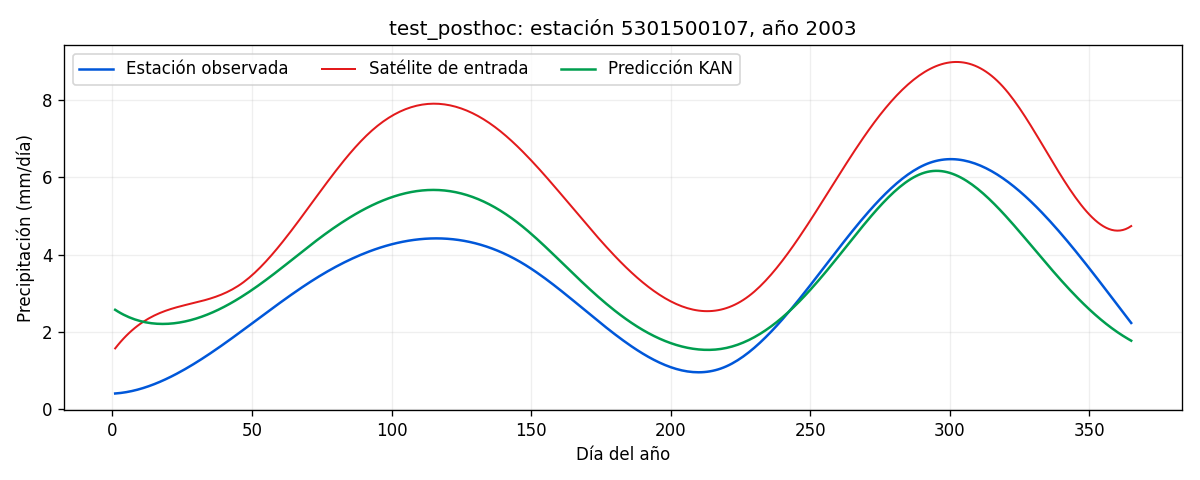 test_posthoc: estación 5301500107, año 2003
Estación observada
Satélite de entrada
Predicción KAN
Precipitación (mm/día)
8
6
4
2
0
0 50 100 150 200 250 300 350
Día del año